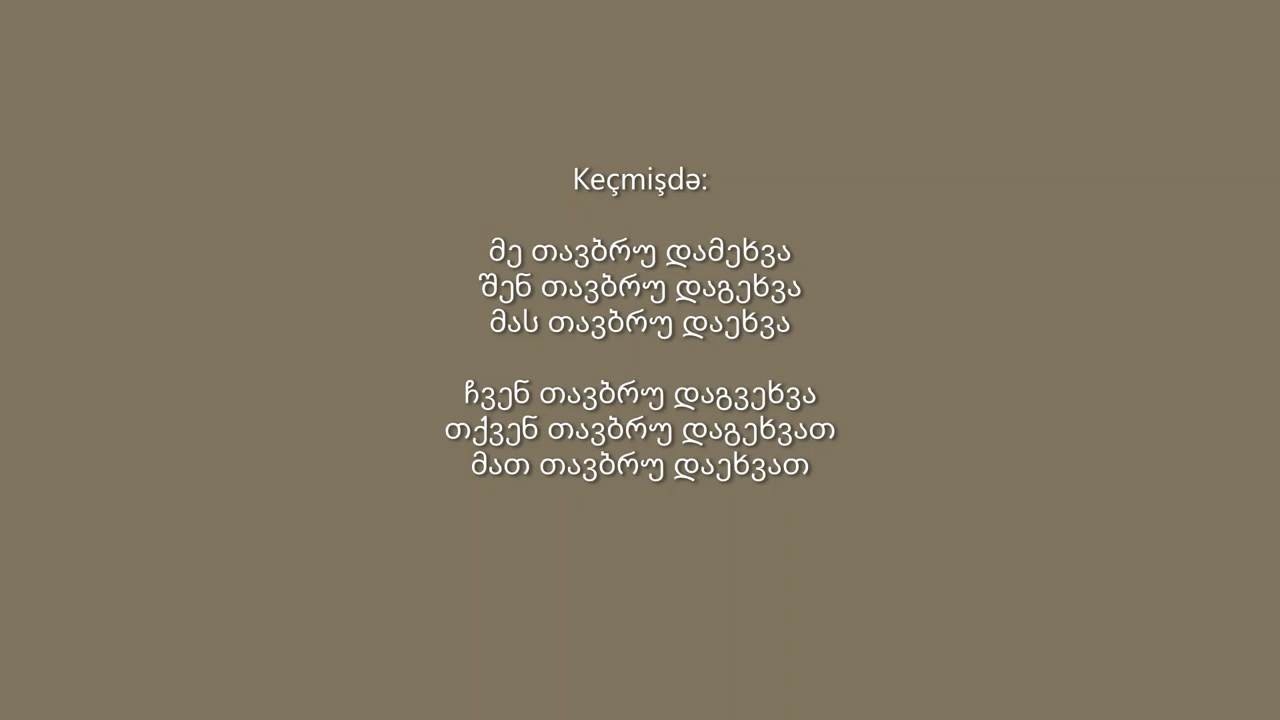 Keçmişdə:
მე თავბრუ დამეხვა
შენ თავბრუ დაგეხვა
მას თავბრუ დაეხვა
ჩვენ თავბრუ დაგვეხვა
თქვენ თავბრუ დაგეხვათ
მათ თავბრუ დაეხვათ